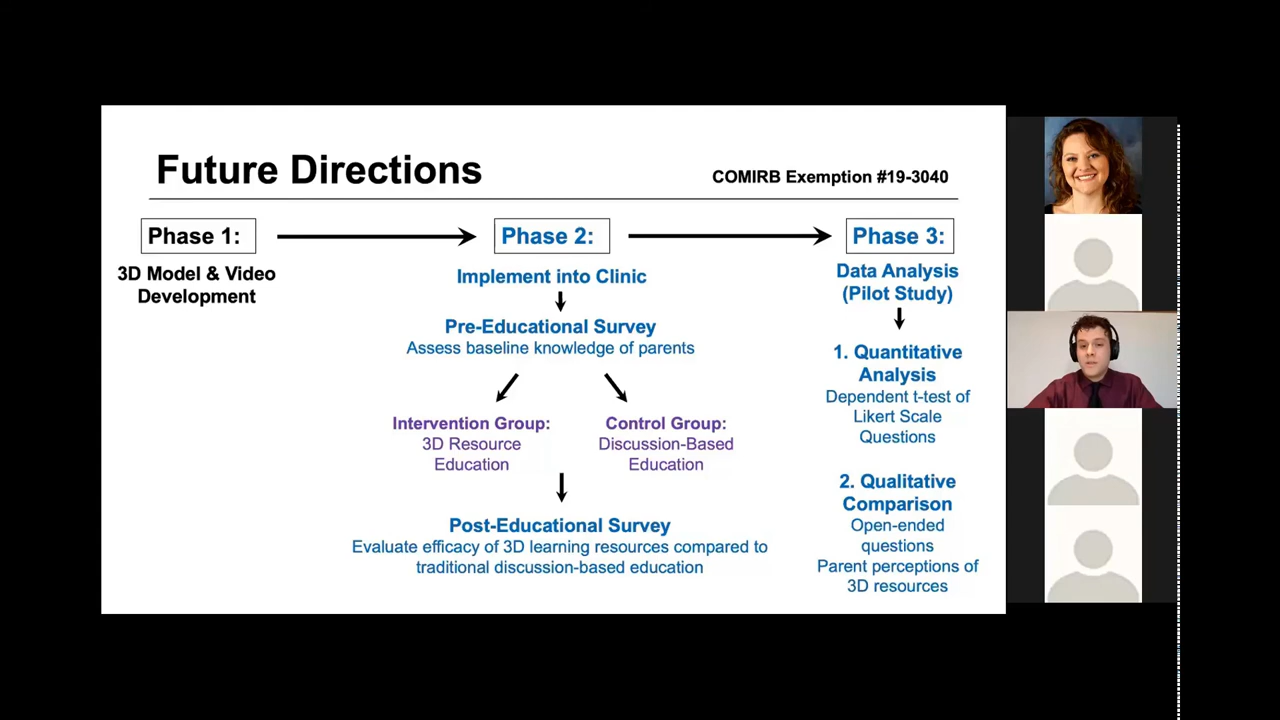 Future Directions
COMIRB Exemption #19-3040
Phase 1:
3D Model & Video
Development
Phase 2:
Implement into Clinic
Pre-Educational Survey
Assess baseline knowledge of parents
Intervention Group:
3D Resource
Education
Control Group:
Discussion-Based
Education
Post-Educational Survey
Evaluate efficacy of 3D learning resources compared to
traditional discussion-based education
Phase 3:
Data Analysis
(Pilot Study)
1. Quantitative
Analysis
Dependent t-test of
Likert Scale
Questions
2. Qualitative
Comparison
Open-ended
questions
Parent perceptions of
3D resources